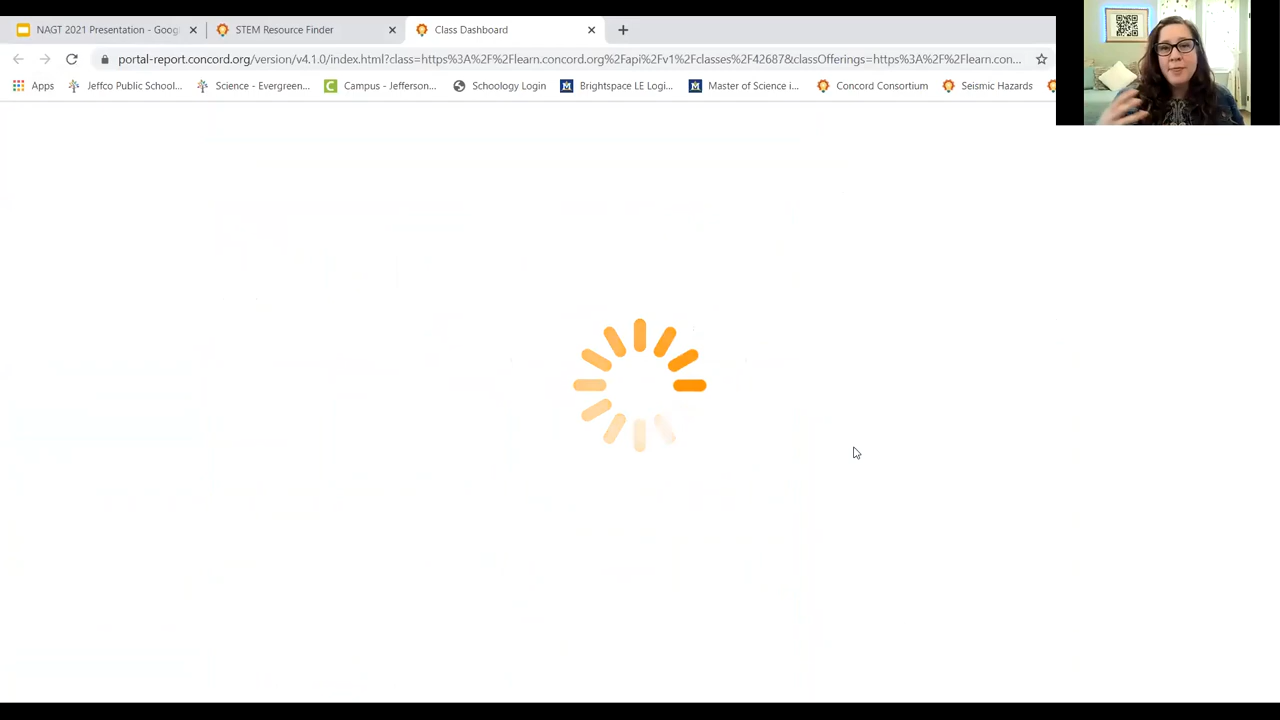 NAGT 2021 Presentation - Goog
STEM Resource Finder
Class Dashboard
portal-report.concord.org/version/v4.1.0/index.html?class=https%3A%2F%2Flearn.concord.org%2Fapi%2Fv1%2Fclasses%2F42687&classOfferings=https%3A%2F%2Flearn.con...
Apps
Jeffco Public School...
Science - Evergreen...
Campus - Jefferson...
Schoology Login
Brightspace LE Logi...
Master of Science i...
Concord Consortium
Seismic Hazards